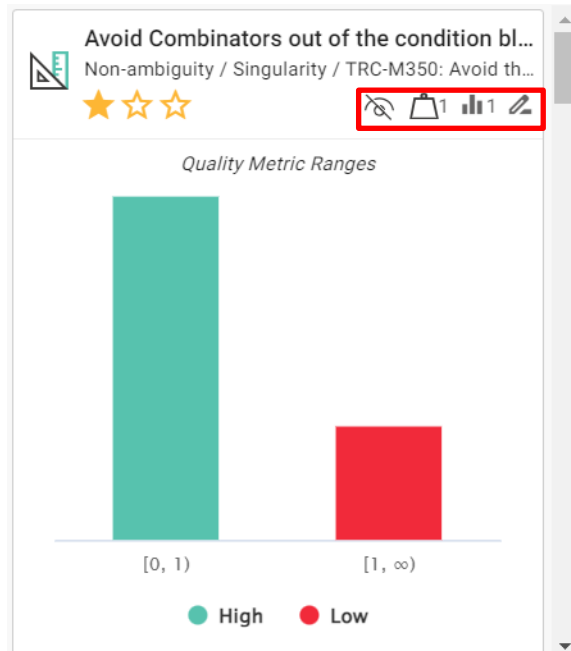 Avoid Combinators out of the condition bl...
Non-ambiguity / Singularity / TRC-M350: Avoid th...
1 1
Quality Metric Ranges
[0, 1) [1, ∞)
High Low